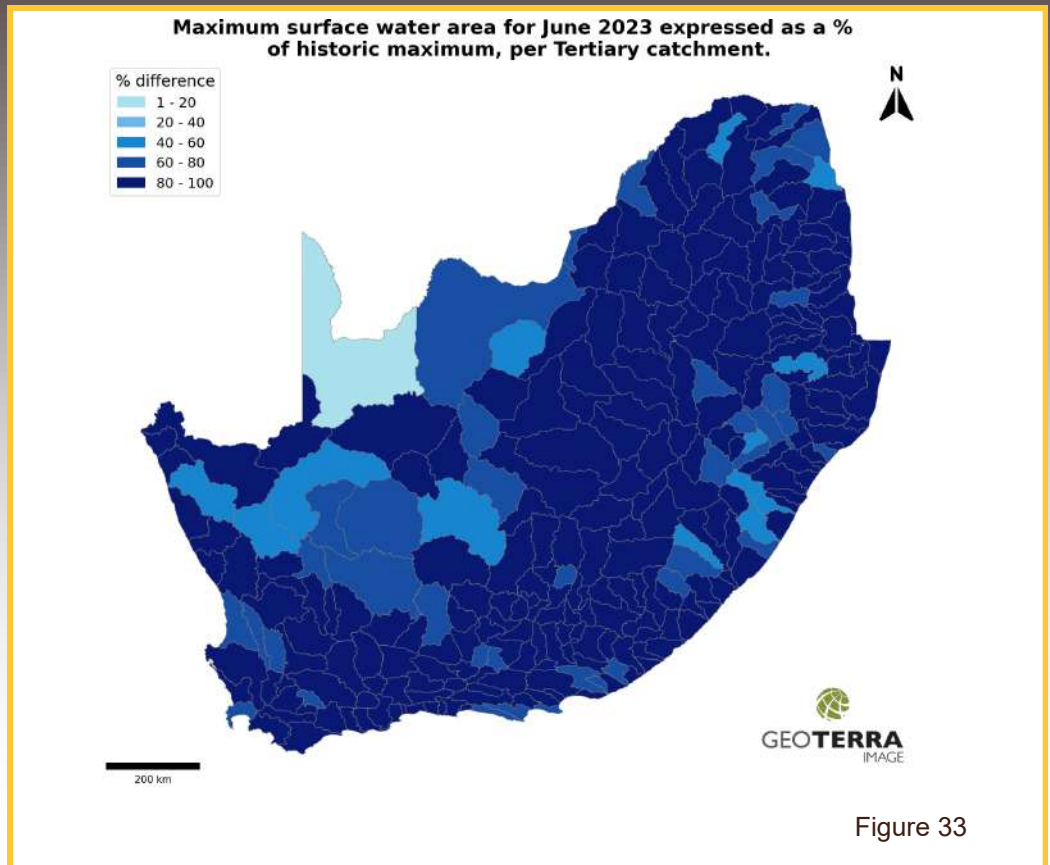 Maximum surface water area for June 2023 expressed as a %
of historic maximum, per Tertiary catchment.
% difference
1 - 20
20 - 40
40 - 60
60 - 80
80 - 100
N
GEOTERRA
IMAGE
200 km
Figure 33